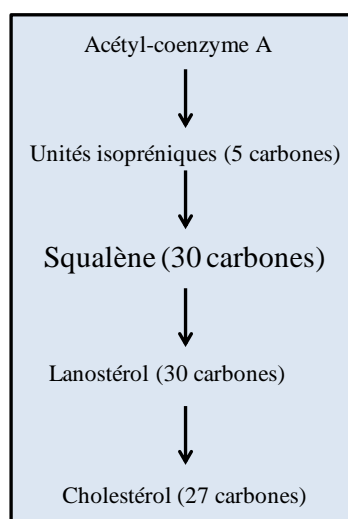 Acétyl-coenzyme A
Unités isopréniques (5 carbones)
Squalène (30 carbones)
Lanostérol (30 carbones)
Cholestérol (27 carbones)